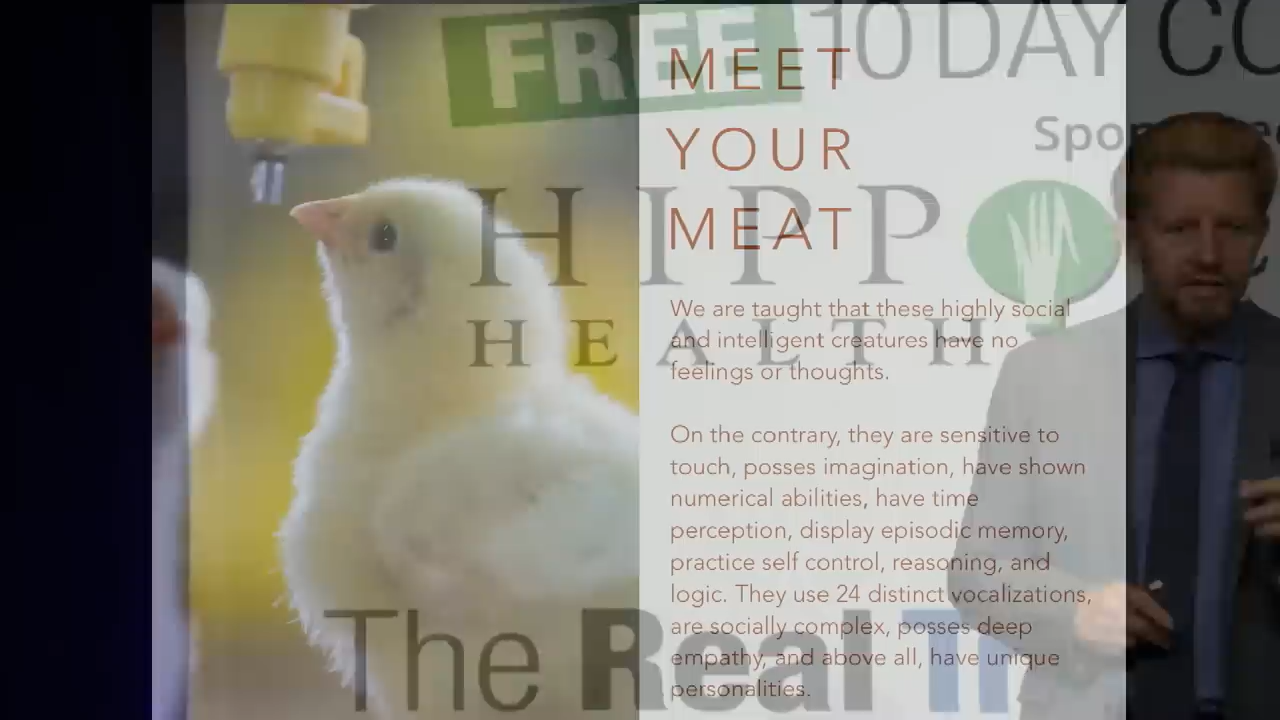 FREE 10 DAY CO
MEET
YOUR
MEAT
Spon
HIPP
HEALTH
We are taught that these highly social
and intelligent creatures have no
feelings or thoughts.
On the contrary, they are sensitive to
touch, posses imagination, have shown
numerical abilities, have time
perception, display episodic memory,
practice self control, reasoning, and
logic. They use 24 distinct vocalizations,
are socially complex, posses deep
empathy, and above all, have unique
personalities.
The Real T